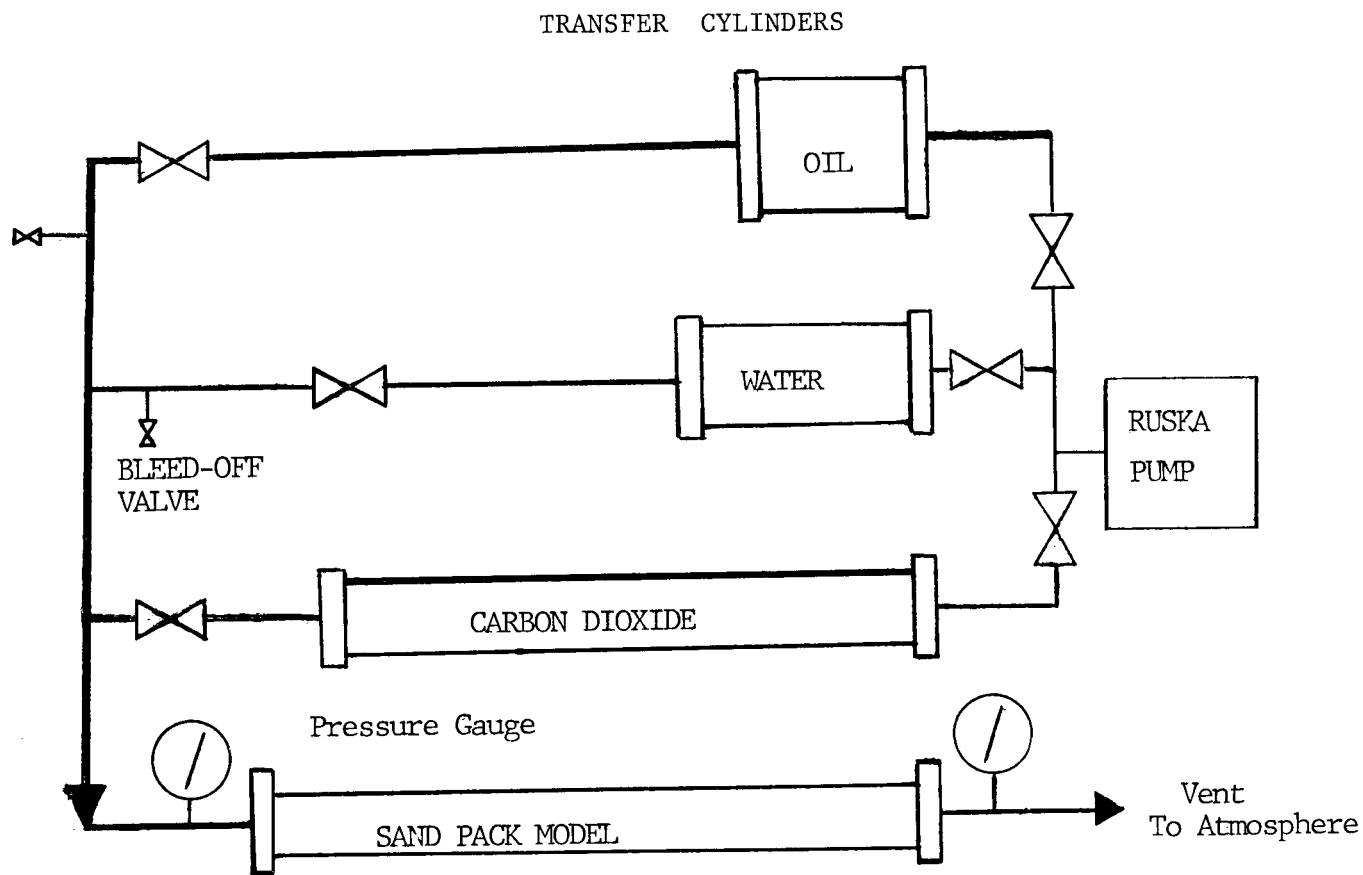 TRANSFER CYLINDERS
OIL
WATER
RUSKA
PUMP
BLEED-OFF
VALVE
CARBON DIOXIDE
Pressure Gauge
SAND PACK MODEL
Vent
To Atmosphere